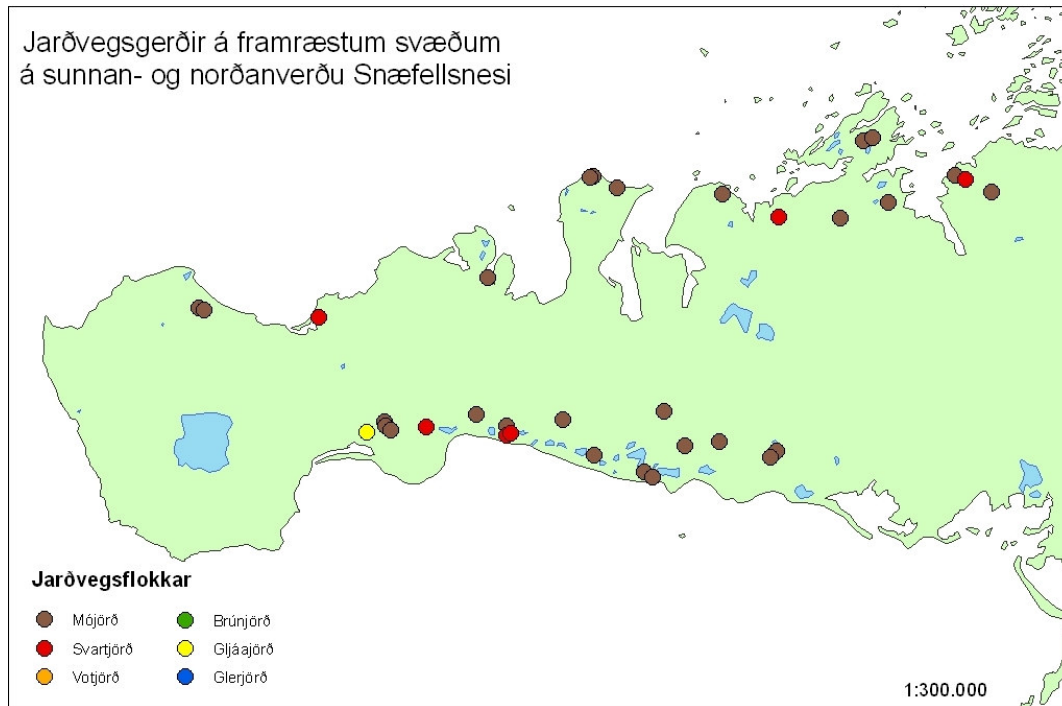 Jarðvegsgerðir á framræstum svæðum
á sunnan- og norðanverðu Snæfellsnesi
Jarðvegsflokkar
Mójörð
Svartjörð
Votjörð
Brúnjörð
Gljáajörð
Glerjörð
1:300.000